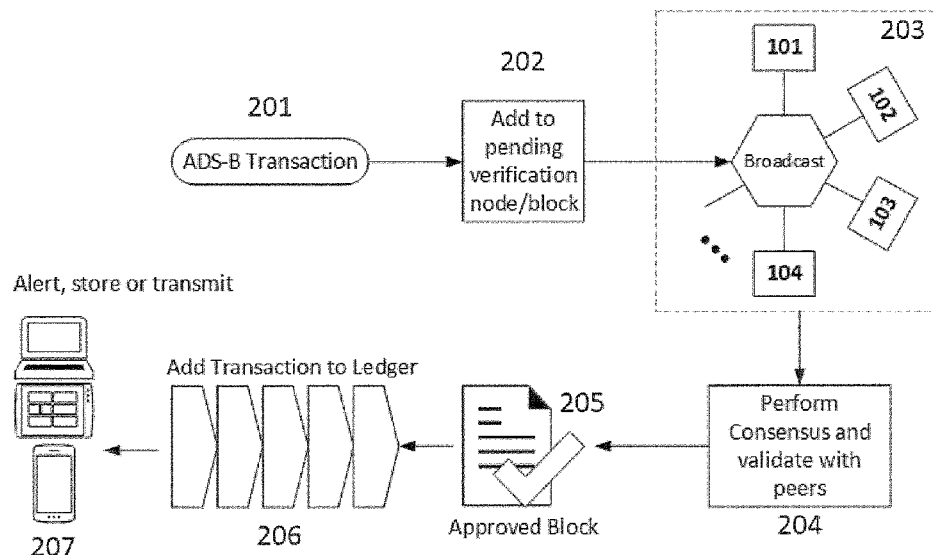 203
101
102
Broadcast
103
104
202
Add to
pending
verification
node/block
201
ADS-B Transaction
Alert, store or transmit
Add Transaction to Ledger
205
Perform
Consensus and
validate with
peers
Approved Block
204
206
207